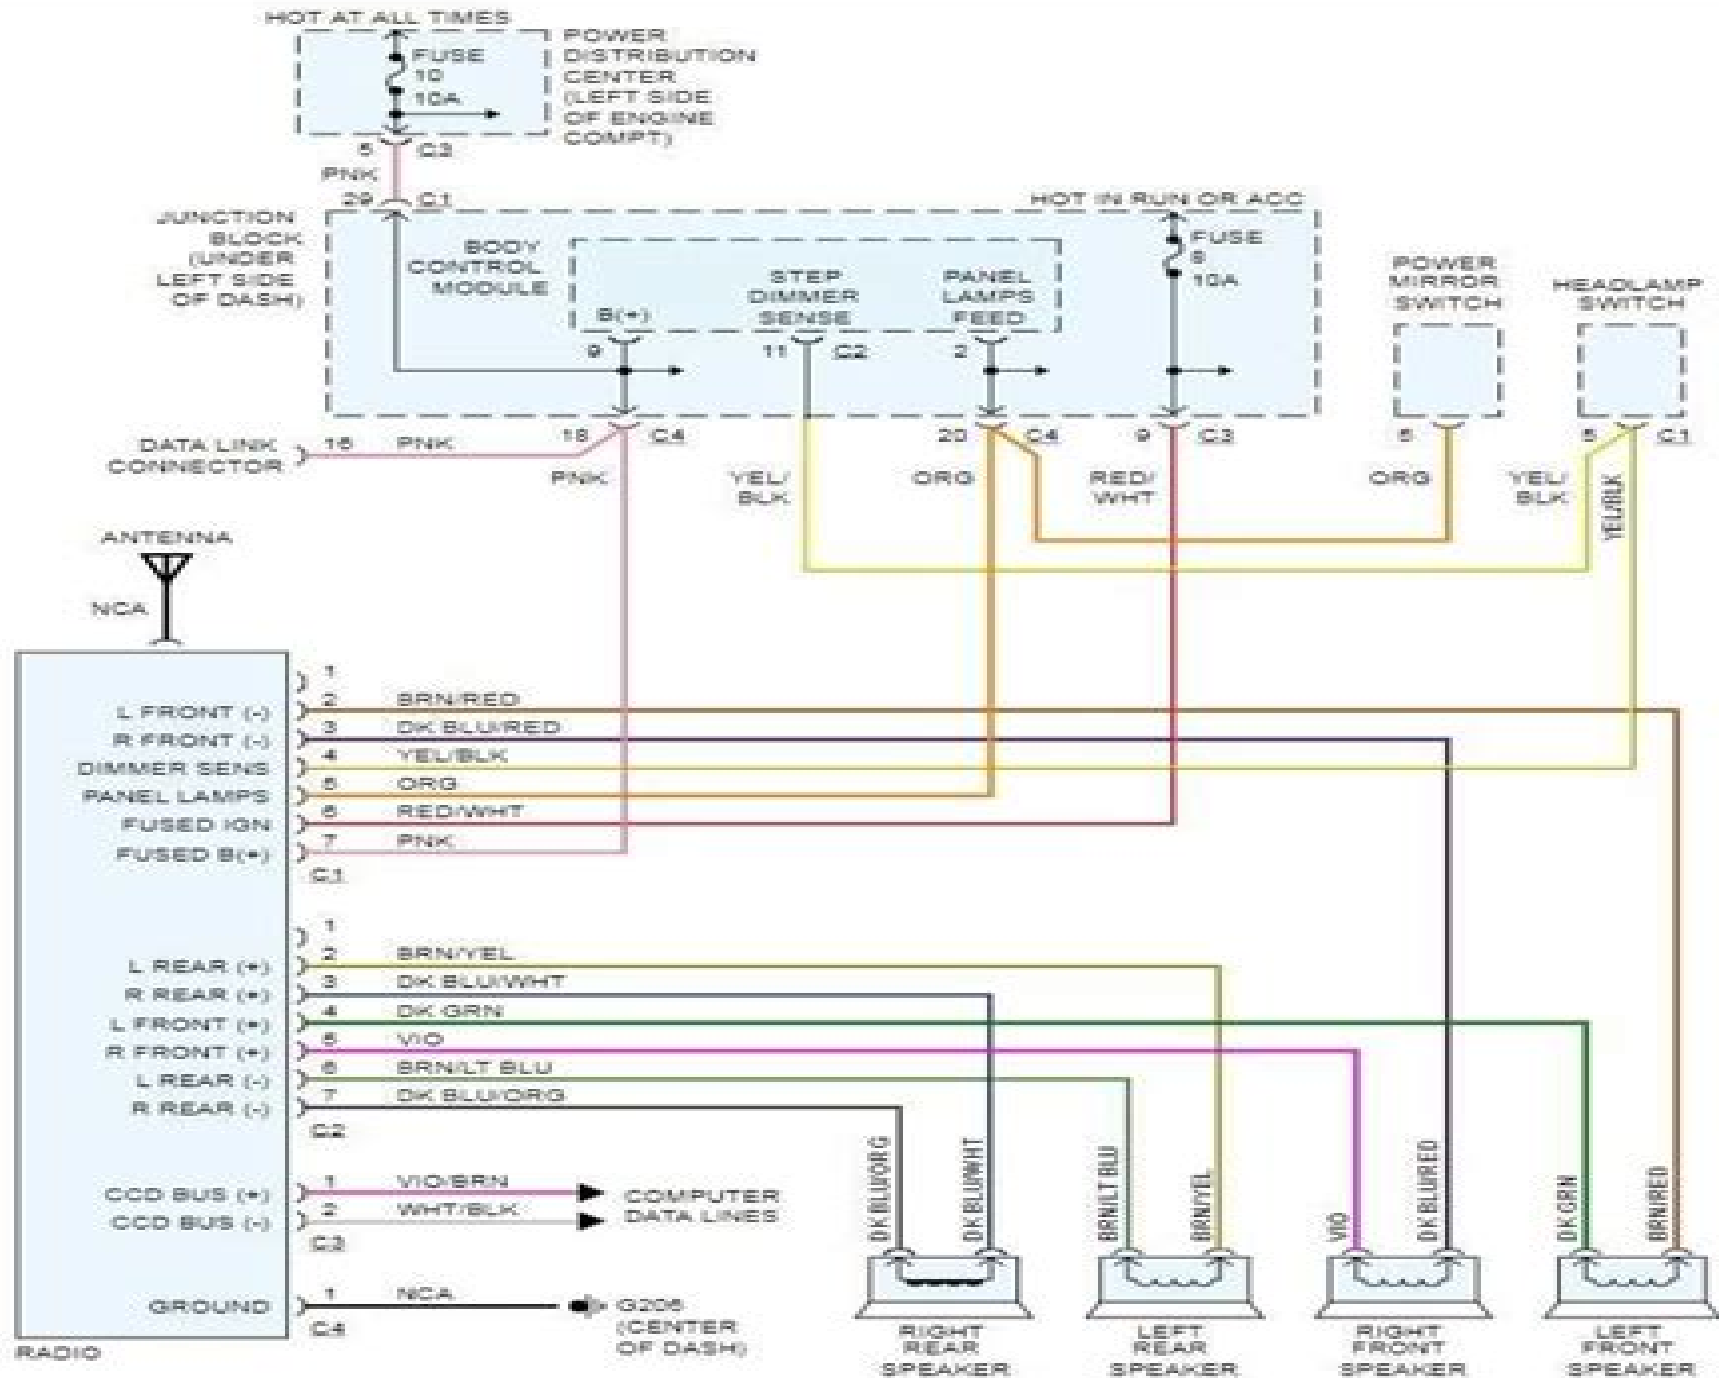 HOT AT ALL TIMES
FUSE
10
10A
POWER
DISTRIBUTION
CENTER
(LEFT SIDE
OF ENGINE
COMPT)
C3
PNK
29 C1
JUNCTION
BLOCK
(UNDER
LEFT SIDE
OF DASH)
BODY
CONTROL
MODULE
B(+)
STEP
DIMMER
SENSE
PANEL
LAMPS
FEED
HOT IN RUN OR ACC
FUSE
10A
POWER
MIRROR
SWITCH
HEADLAMP
SWITCH
9
11 C2
2
DATA LINK
CONNECTOR
16 PNK
18 C4
20 C4
9 C3
C1
PNK
YEL/
BLK
ORG
RED/
WHT
ORG
YEL/
BLK
YEL/BLK
ANTENNA
NCA
1
L FRONT (-) 2 BRN/RED
R FRONT (-) 3 DK BLU/RED
DIMMER SENS 4 YEL/BLK
PANEL LAMPS 5 ORG
FUSED IGN 6 RED/WHT
FUSED B(+) 7 PNK
C1
1
L REAR (+) 2 BRN/YEL
R REAR (+) 3 DK BLU/WHT
L FRONT (+) 4 DK GRN
R FRONT (+) 5 VIO
L REAR (-) 6 BRN/LT BLU
R REAR (-) 7 DK BLU/ORG
C2
CCD BUS (+) 1 VIO/BRN
CCD BUS (-) 2 WHT/BLK
C3
COMPUTER
DATA LINES
GROUND 1 NCA
C4
G206
(CENTER
OF DASH)
RADIO
DK BLU/ORG
DK BLU/WHT
BRN/LT BLU
BRN/YEL
VIO
DK BLU/RED
DK GRN
BRN/RED
RIGHT
REAR
SPEAKER
LEFT
REAR
SPEAKER
RIGHT
FRONT
SPEAKER
LEFT
FRONT
SPEAKER